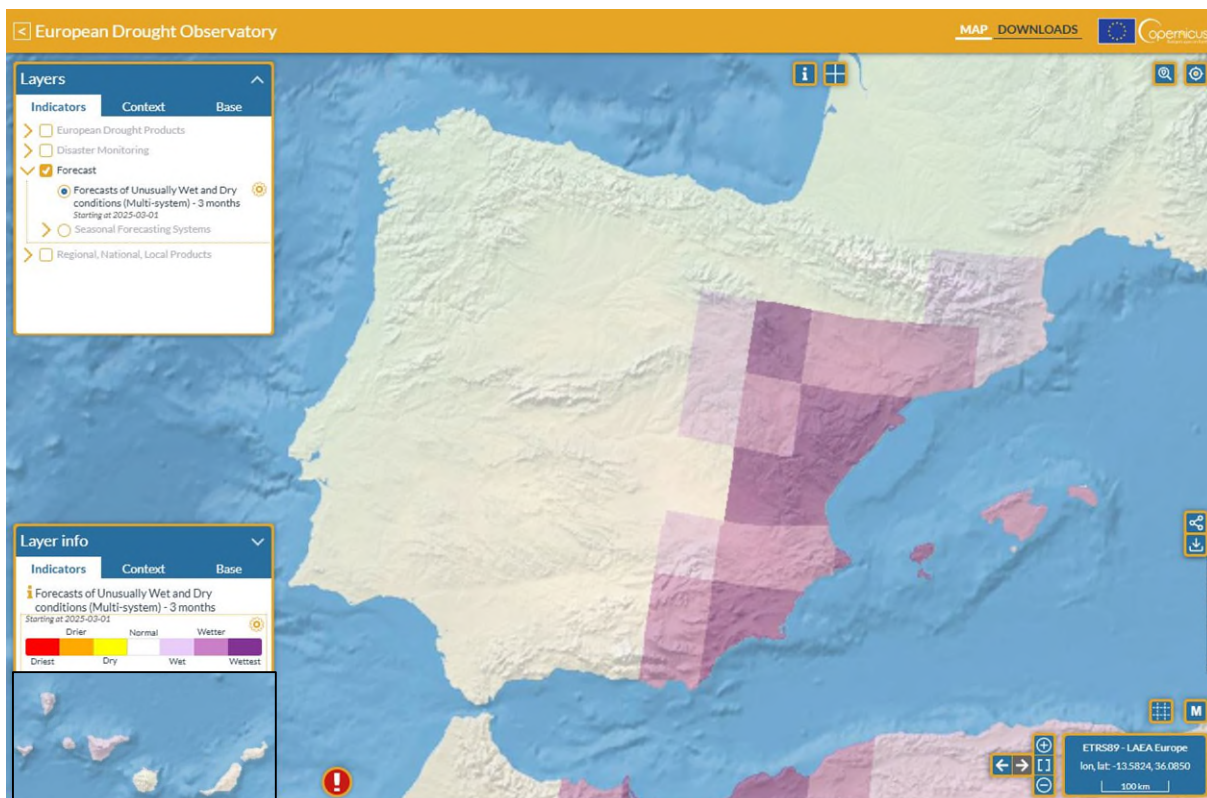 < European Drought Observatory
MAP DOWNLOADS
opernicus
Layers
Indicators Context Base
European Drought Products
Disaster Monitoring
Forecast
Forecasts of Unusually Wet and Dry
conditions (Multi-system) - 3 months
Starting at 2025-03-01
Seasonal Forecasting Systems
Regional, National, Local Products
Layer info
Indicators Context Base
Forecasts of Unusually Wet and Dry
conditions (Multi-system) - 3 months
Starting at 2025-03-01
Drier Normal Wetter
Driest Dry Wet Wettest
M
ETRS89 - LAEA Europe
lon, lat: -13.5824, 36.0850
100 km